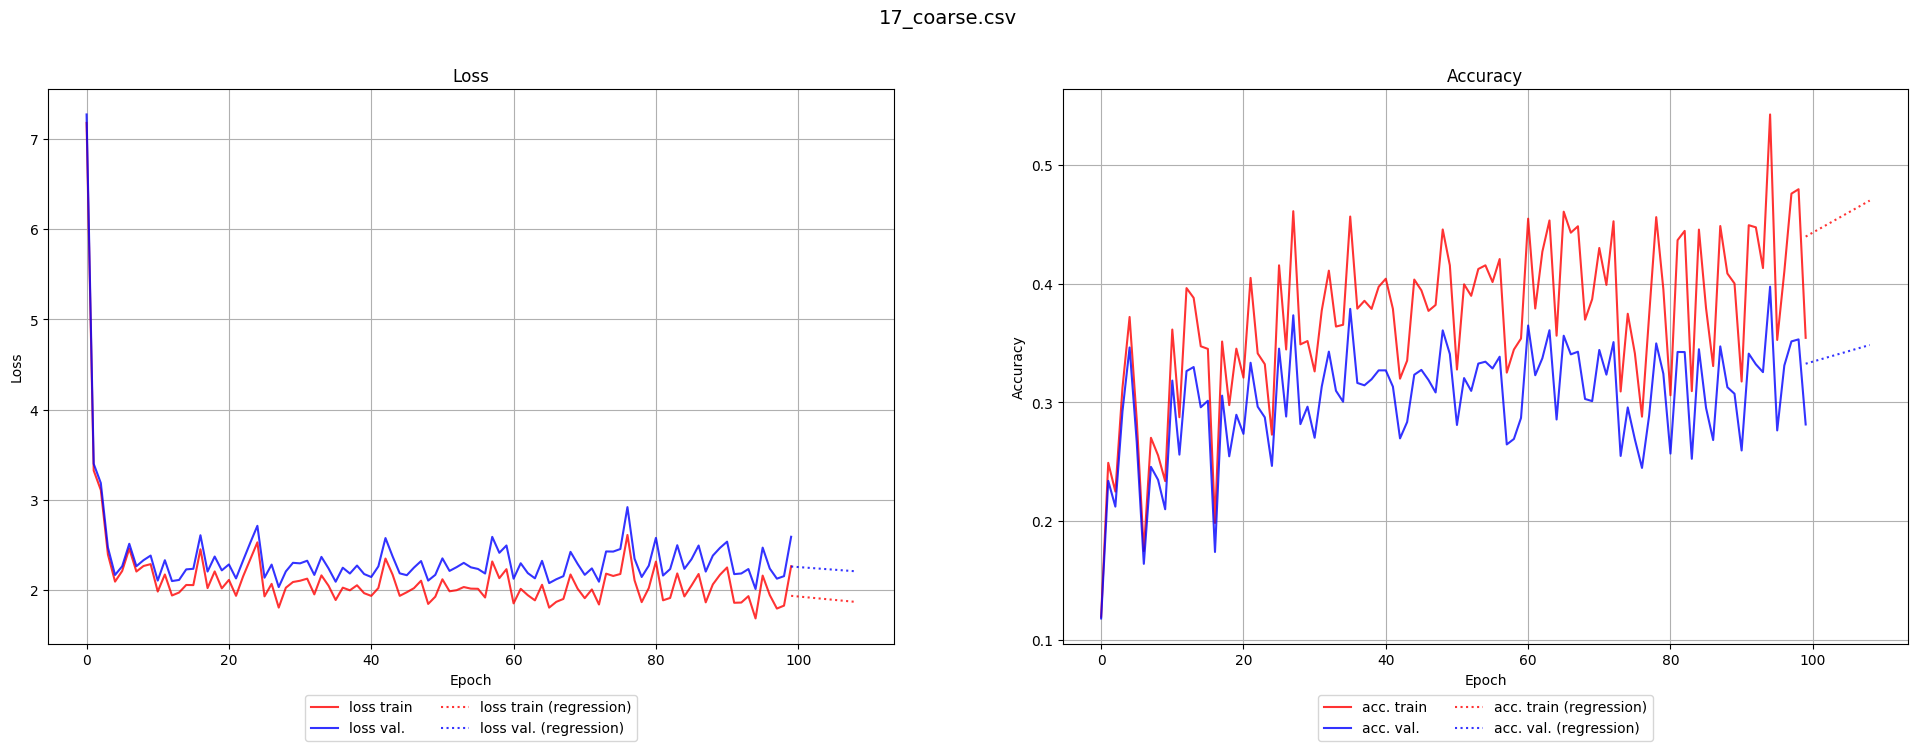 17_coarse.csv
Loss
Loss
7
6
5
4
3
2
0 20 40 60 80 100
Epoch
loss train
loss val.
loss train (regression)
loss val. (regression)
Accuracy
Accuracy
0.5
0.4
0.3
0.2
0.1
0 20 40 60 80 100
Epoch
acc. train
acc. val.
acc. train (regression)
acc. val. (regression)